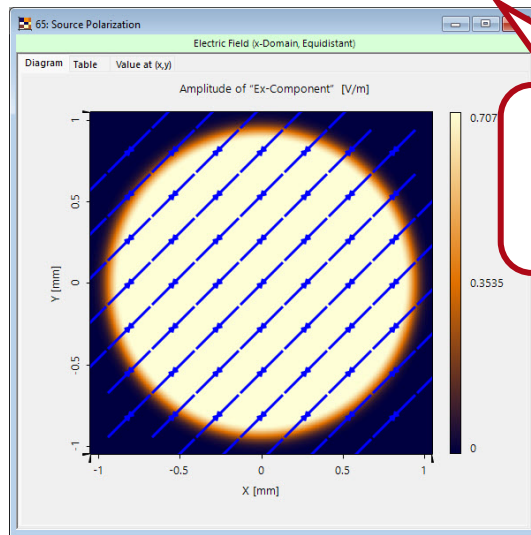 65: Source Polarization
Electric Field (x-Domain, Equidistant)
Diagram Table Value at (x,y)
Amplitude of "Ex-Component" [V/m]
1
0.5
0
-0.5
-1
Y [mm]
-1 -0.5 0 0.5 1
X [mm]
0.707
0.3535
0